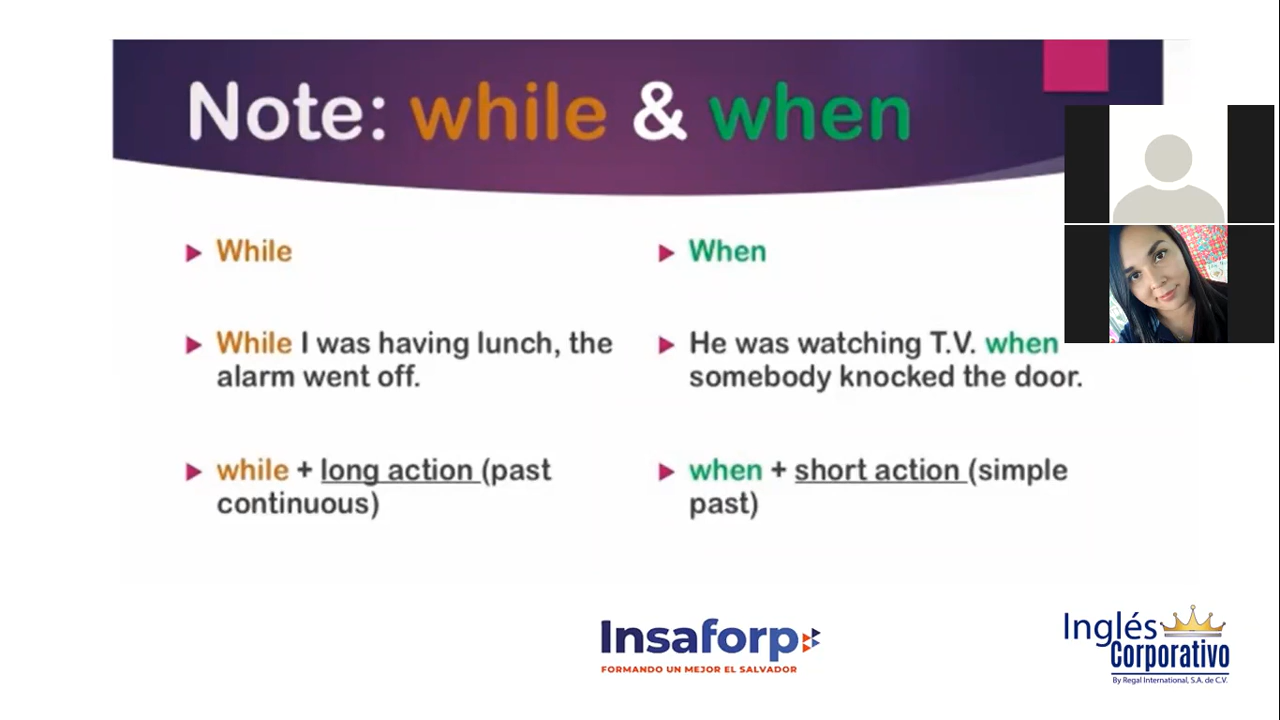 Note: while & when
While
While I was having lunch, the
alarm went off.
while + long action (past
continuous)
When
He was watching T.V. when
somebody knocked the door.
when + short action (simple
past)
Insaforp
FORMANDO UN MEJOR EL SALVADOR
Inglés
Corporativo
By Regal International, S.A. de C.V.